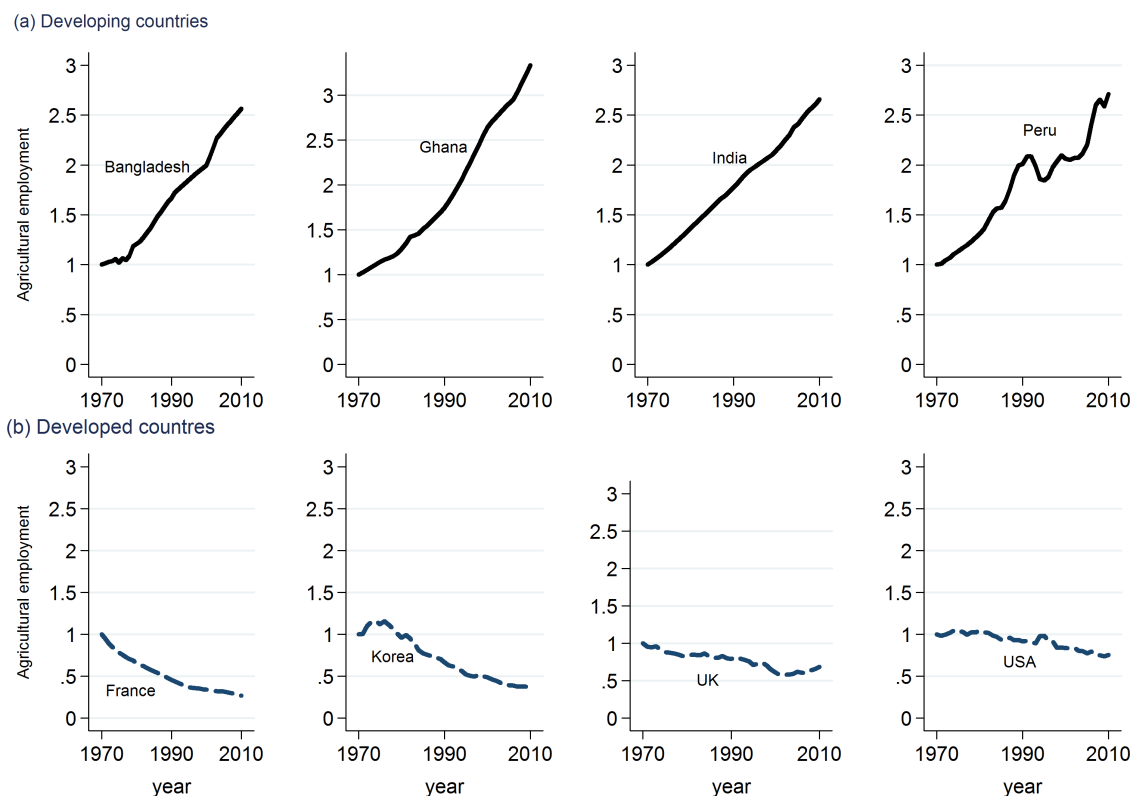 (a) Developing countries
Agricultural employment
3
2.5
2
1.5
1
.5
0
Bangladesh
1970 1990 2010
3
2.5
2
1.5
1
.5
0
Ghana
1970 1990 2010
3
2.5
2
1.5
1
.5
0
India
1970 1990 2010
3
2.5
2
1.5
1
.5
0
Peru
1970 1990 2010
(b) Developed countres
Agricultural employment
3
2.5
2
1.5
1
.5
0
France
1970 1990 2010
year
3
2.5
2
1.5
1
.5
0
Korea
1970 1990 2010
year
3
2.5
2
1.5
1
.5
0
UK
1970 1990 2010
year
3
2.5
2
1.5
1
.5
0
USA
1970 1990 2010
year